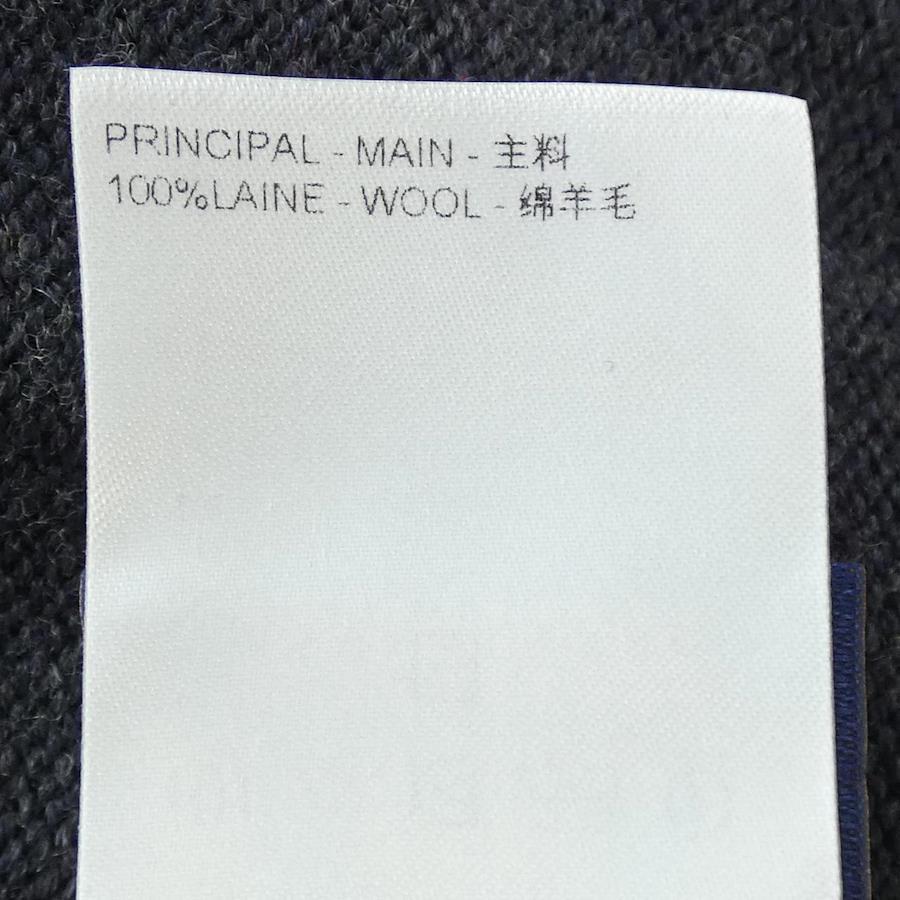 PRINCIPAL - MAIN - 主料
100%LAINE - WOOL - 绵羊毛